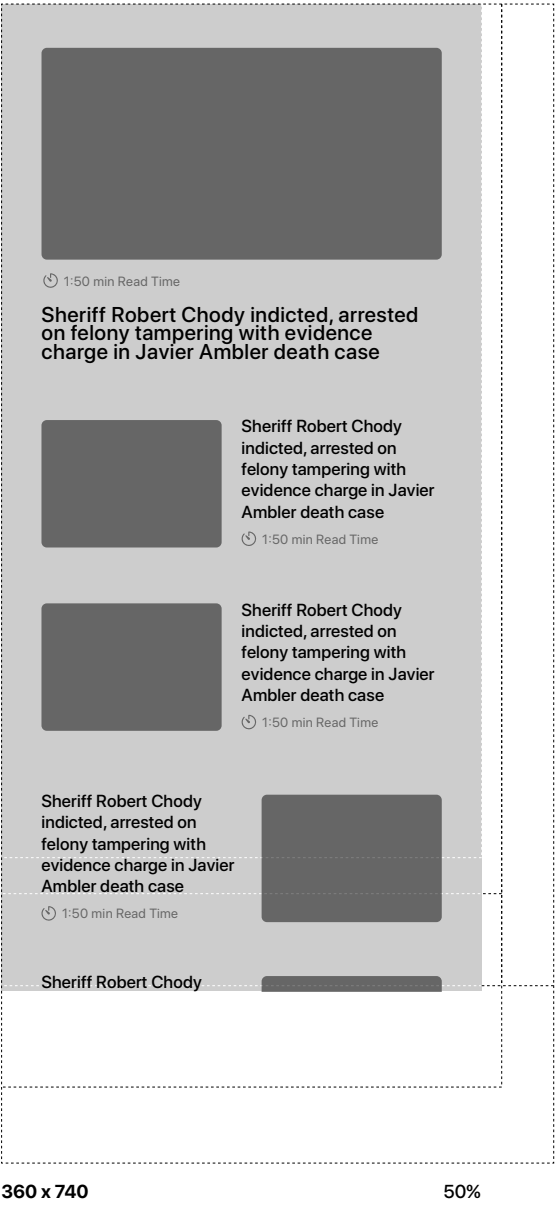 1:50 min Read Time
Sheriff Robert Chody indicted, arrested
on felony tampering with evidence
charge in Javier Ambler death case
Sheriff Robert Chody
indicted, arrested on
felony tampering with
evidence charge in Javier
Ambler death case
1:50 min Read Time
Sheriff Robert Chody
indicted, arrested on
felony tampering with
evidence charge in Javier
Ambler death case
1:50 min Read Time
Sheriff Robert Chody
indicted, arrested on
felony tampering with
evidence charge in Javier
Ambler death case
1:50 min Read Time
Sheriff Robert Chody
360 x 740
50%